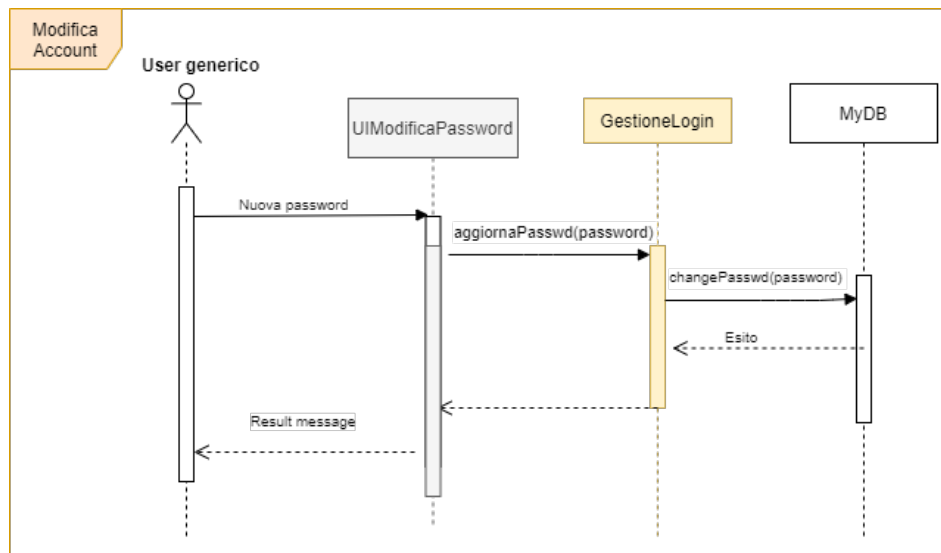 Modifica
Account
User generico
UIModificaPassword
GestioneLogin
MyDB
Nuova password
aggiornaPasswd(password)
changePasswd(password)
Esito
Result message